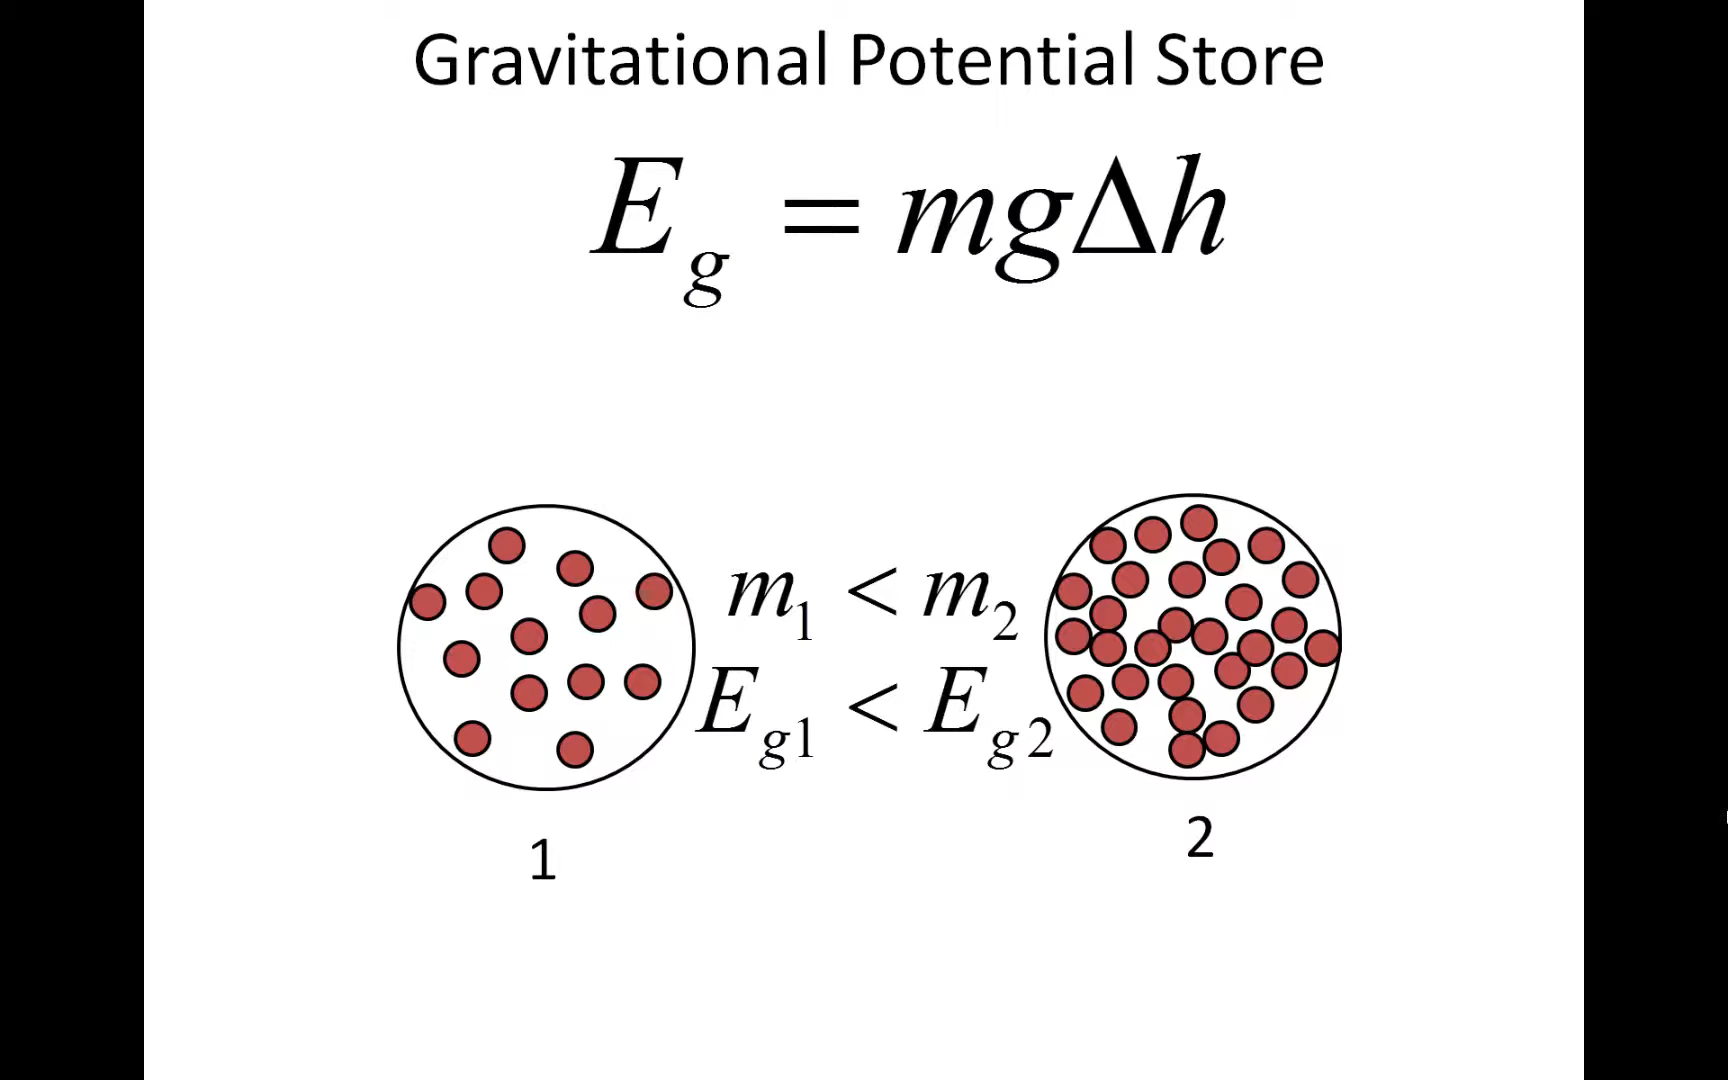 Gravitational Potential Store
E_g = mgΔh
m_1 < m_2
E_g1 < E_g2
1
2